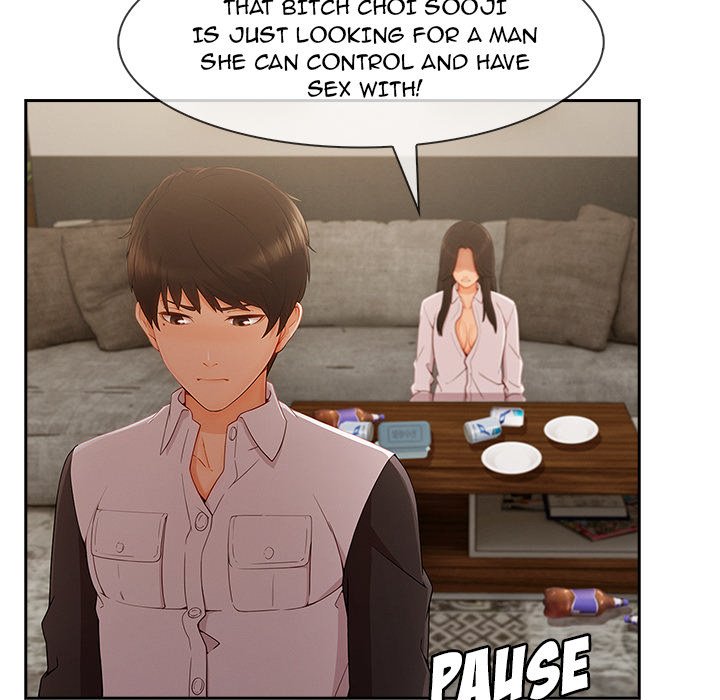 THAT BITCH CHOI SOOJI
IS JUST LOOKING FOR A MAN
SHE CAN CONTROL AND HAVE
SEX WITH!
PAUSE